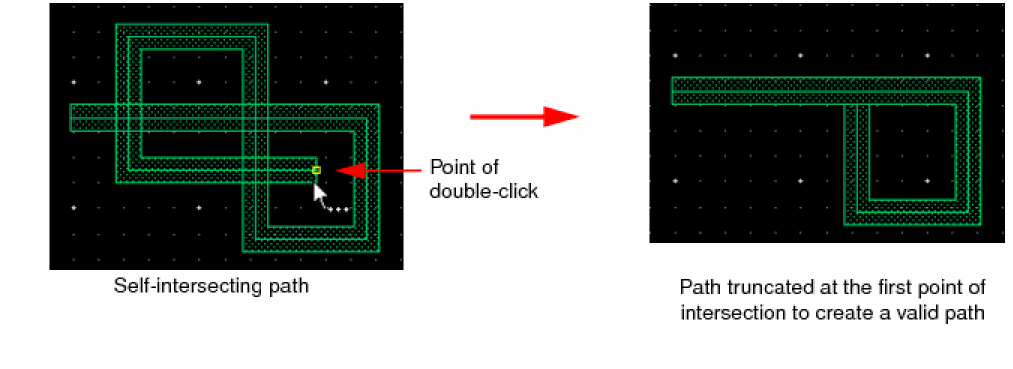 Point of
double-click
Self-intersecting path
Path truncated at the first point of
intersection to create a valid path